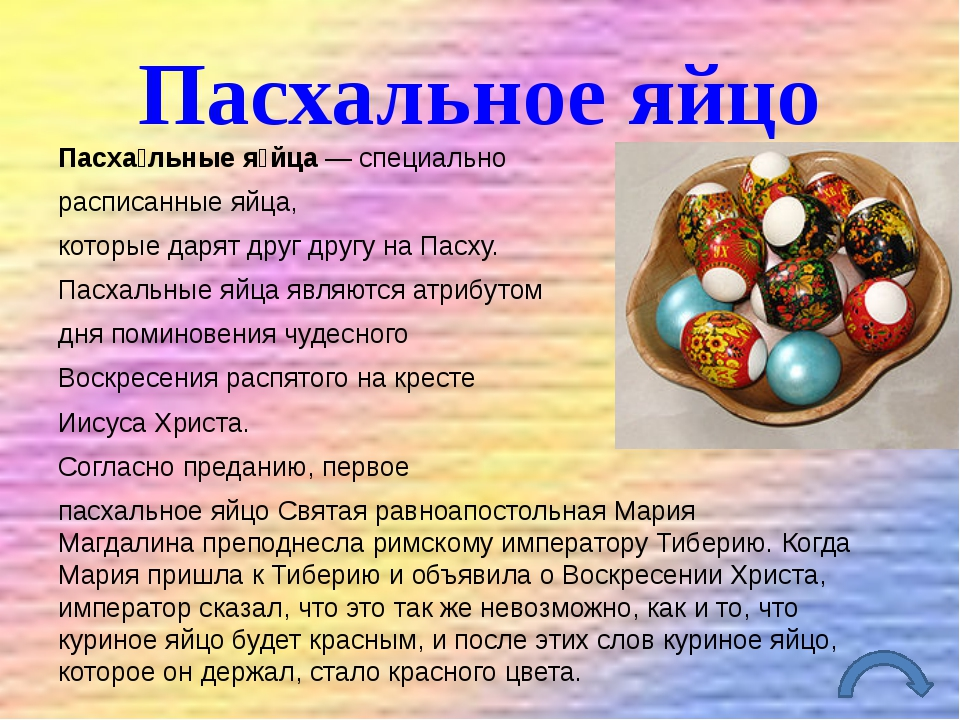 Пасхальное яйцо
Пасха́льные я́йца — специально
расписанные яйца,
которые дарят друг другу на Пасху.
Пасхальные яйца являются атрибутом
дня поминовения чудесного
Воскресения распятого на кресте
Иисуса Христа.
Согласно преданию, первое
пасхальное яйцо Святая равноапостольная Мария
Магдалина преподнесла римскому императору Тиберию. Когда
Мария пришла к Тиберию и объявила о Воскресении Христа,
император сказал, что это так же невозможно, как и то, что
куриное яйцо будет красным, и после этих слов куриное яйцо,
которое он держал, стало красного цвета.